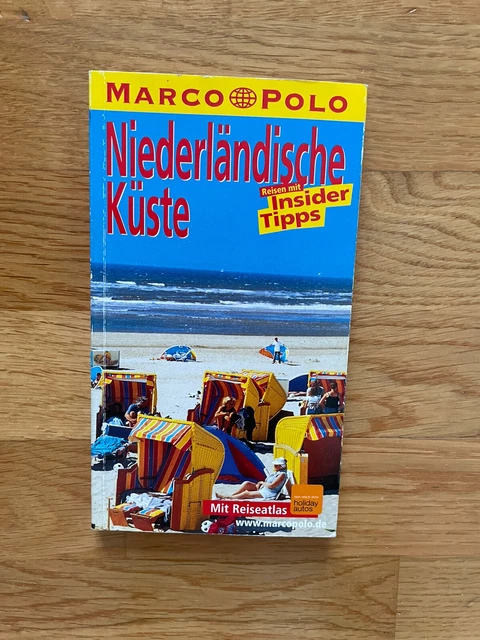 MARCO POLO
Niederländische
Küste
Reisen mit
Insider
Tipps
Mit Reiseatlas
holiday
autos
www.marcopolo.de